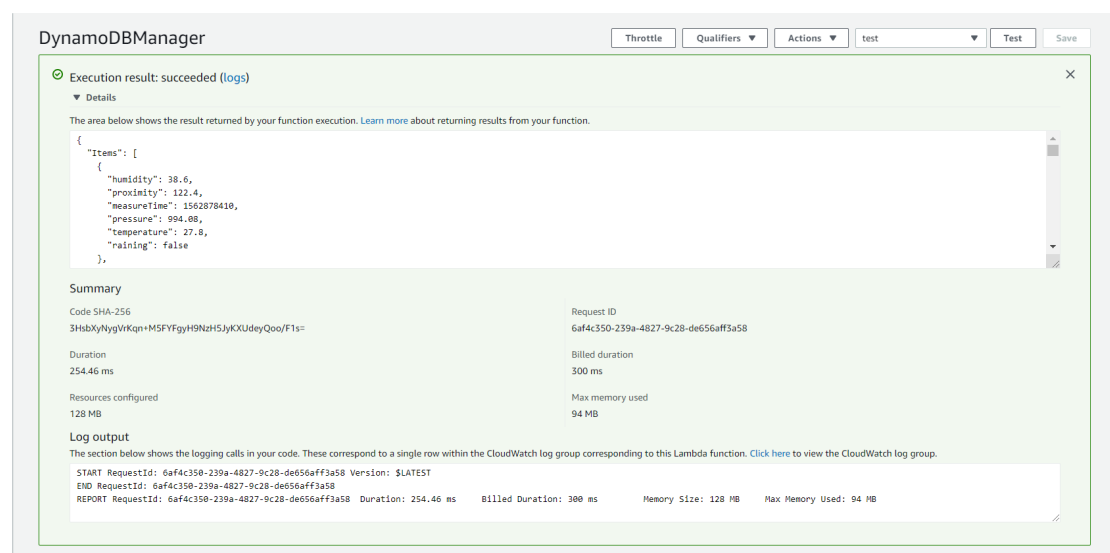 DynamoDBManager Throttle Qualifiers ▼ Actions ▼ test ▼ Test Save
Execution result: succeeded (logs)
▼ Details
The area below shows the result returned by your function execution. Learn more about returning results from your function.
{
"Items": [
{
"humidity": 38.6,
"proximity": 122.4,
"measureTime": 1562878410,
"pressure": 994.08,
"temperature": 27.8,
"raining": false
},
Summary
Code SHA-256 Request ID
3HsbXyNygVrKqn+M5FYFgyH9NzH5JyKXUdeyQoo/F1s= 6af4c350-239a-4827-9c28-de656aff3a58
Duration Billed duration
254.46 ms 300 ms
Resources configured Max memory used
128 MB 94 MB
Log output
The section below shows the logging calls in your code. These correspond to a single row within the CloudWatch log group corresponding to this Lambda function. Click here to view the CloudWatch log group.
START RequestId: 6af4c350-239a-4827-9c28-de656aff3a58 Version: $LATEST
END RequestId: 6af4c350-239a-4827-9c28-de656aff3a58
REPORT RequestId: 6af4c350-239a-4827-9c28-de656aff3a58 Duration: 254.46 ms Billed Duration: 300 ms Memory Size: 128 MB Max Memory Used: 94 MB